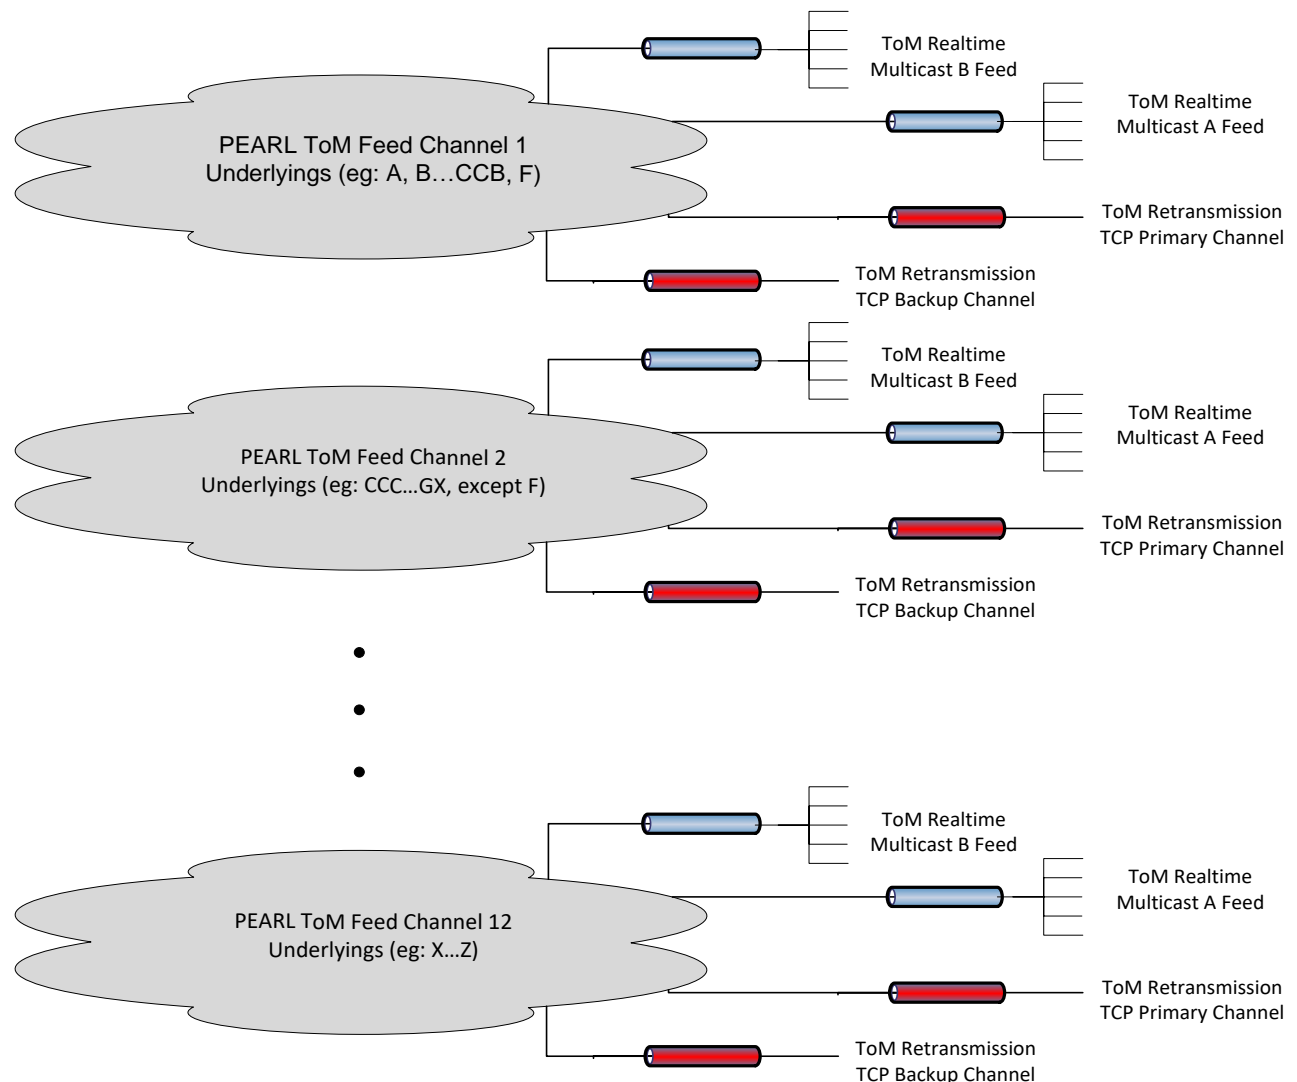 ToM Realtime
Multicast B Feed
ToM Realtime
Multicast A Feed
PEARL ToM Feed Channel 1
Underlyings (eg: A, B…CCB, F)
ToM Retransmission
TCP Primary Channel
ToM Retransmission
TCP Backup Channel
ToM Realtime
Multicast B Feed
ToM Realtime
Multicast A Feed
PEARL ToM Feed Channel 2
Underlyings (eg: CCC…GX, except F)
ToM Retransmission
TCP Primary Channel
ToM Retransmission
TCP Backup Channel
ToM Realtime
Multicast B Feed
ToM Realtime
Multicast A Feed
PEARL ToM Feed Channel 12
Underlyings (eg: X…Z)
ToM Retransmission
TCP Primary Channel
ToM Retransmission
TCP Backup Channel